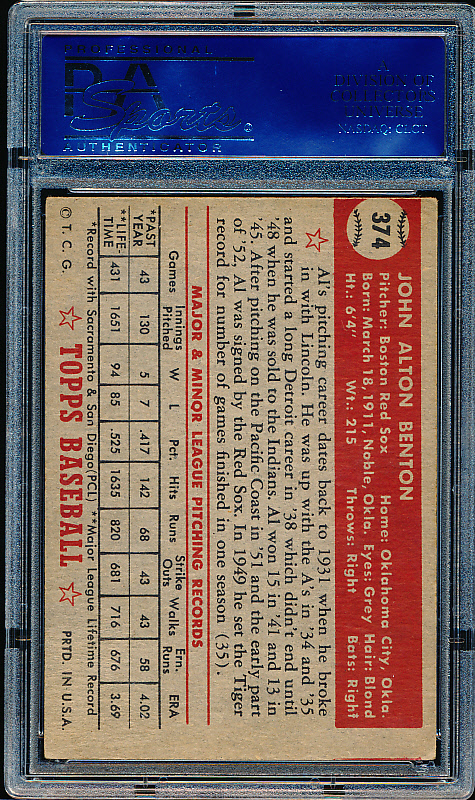 PROFESSIONAL
PSA
Sports
AUTHENTICATOR
A
DIVISION OF
COLLECTORS
UNIVERSE
NASDAQ: CLCT
374
JOHN ALTON BENTON
Pitcher: Boston Red Sox Home: Oklahoma City, Okla.
Born: March 18, 1911, Noble, Okla. Eyes: Grey Hair: Blond
Ht.: 6'4" Wt.: 215 Throws: Right Bats: Right
Al's pitching career dates back to 1931, when he broke
in with Lincoln. He was up with the A's in '34 and '35
and started a long Detroit career in '38 which didn't end until
'48 when he was sold to the Indians. Al won 15 in '41 and 13 in
'45. After pitching on the Pacific Coast in '51 and the early part
of '52, Al was signed by the Red Sox. In 1949 he set the Tiger
record for number of games finished in one season (35).
MAJOR & MINOR LEAGUE PITCHING RECORDS
Games Innings Pitched W L Pct. Hits Runs Strike Outs Walks Ern. Runs ERA
*PAST YEAR 43 130 5 7 .417 142 68 43 43 58 4.02
**LIFE-TIME 431 1651 94 85 .525 1635 820 681 716 676 3.69
*Record with Sacramento & San Diego(PCL) **Major League Lifetime Record
© T. C. G. TOPPS BASEBALL PRTD. IN U.S.A.